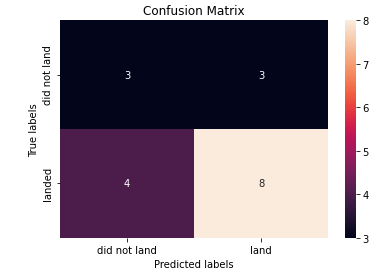 Confusion Matrix
did not land
landed
True labels
3 3
4 8
did not land land
Predicted labels
8
7
6
5
4
3